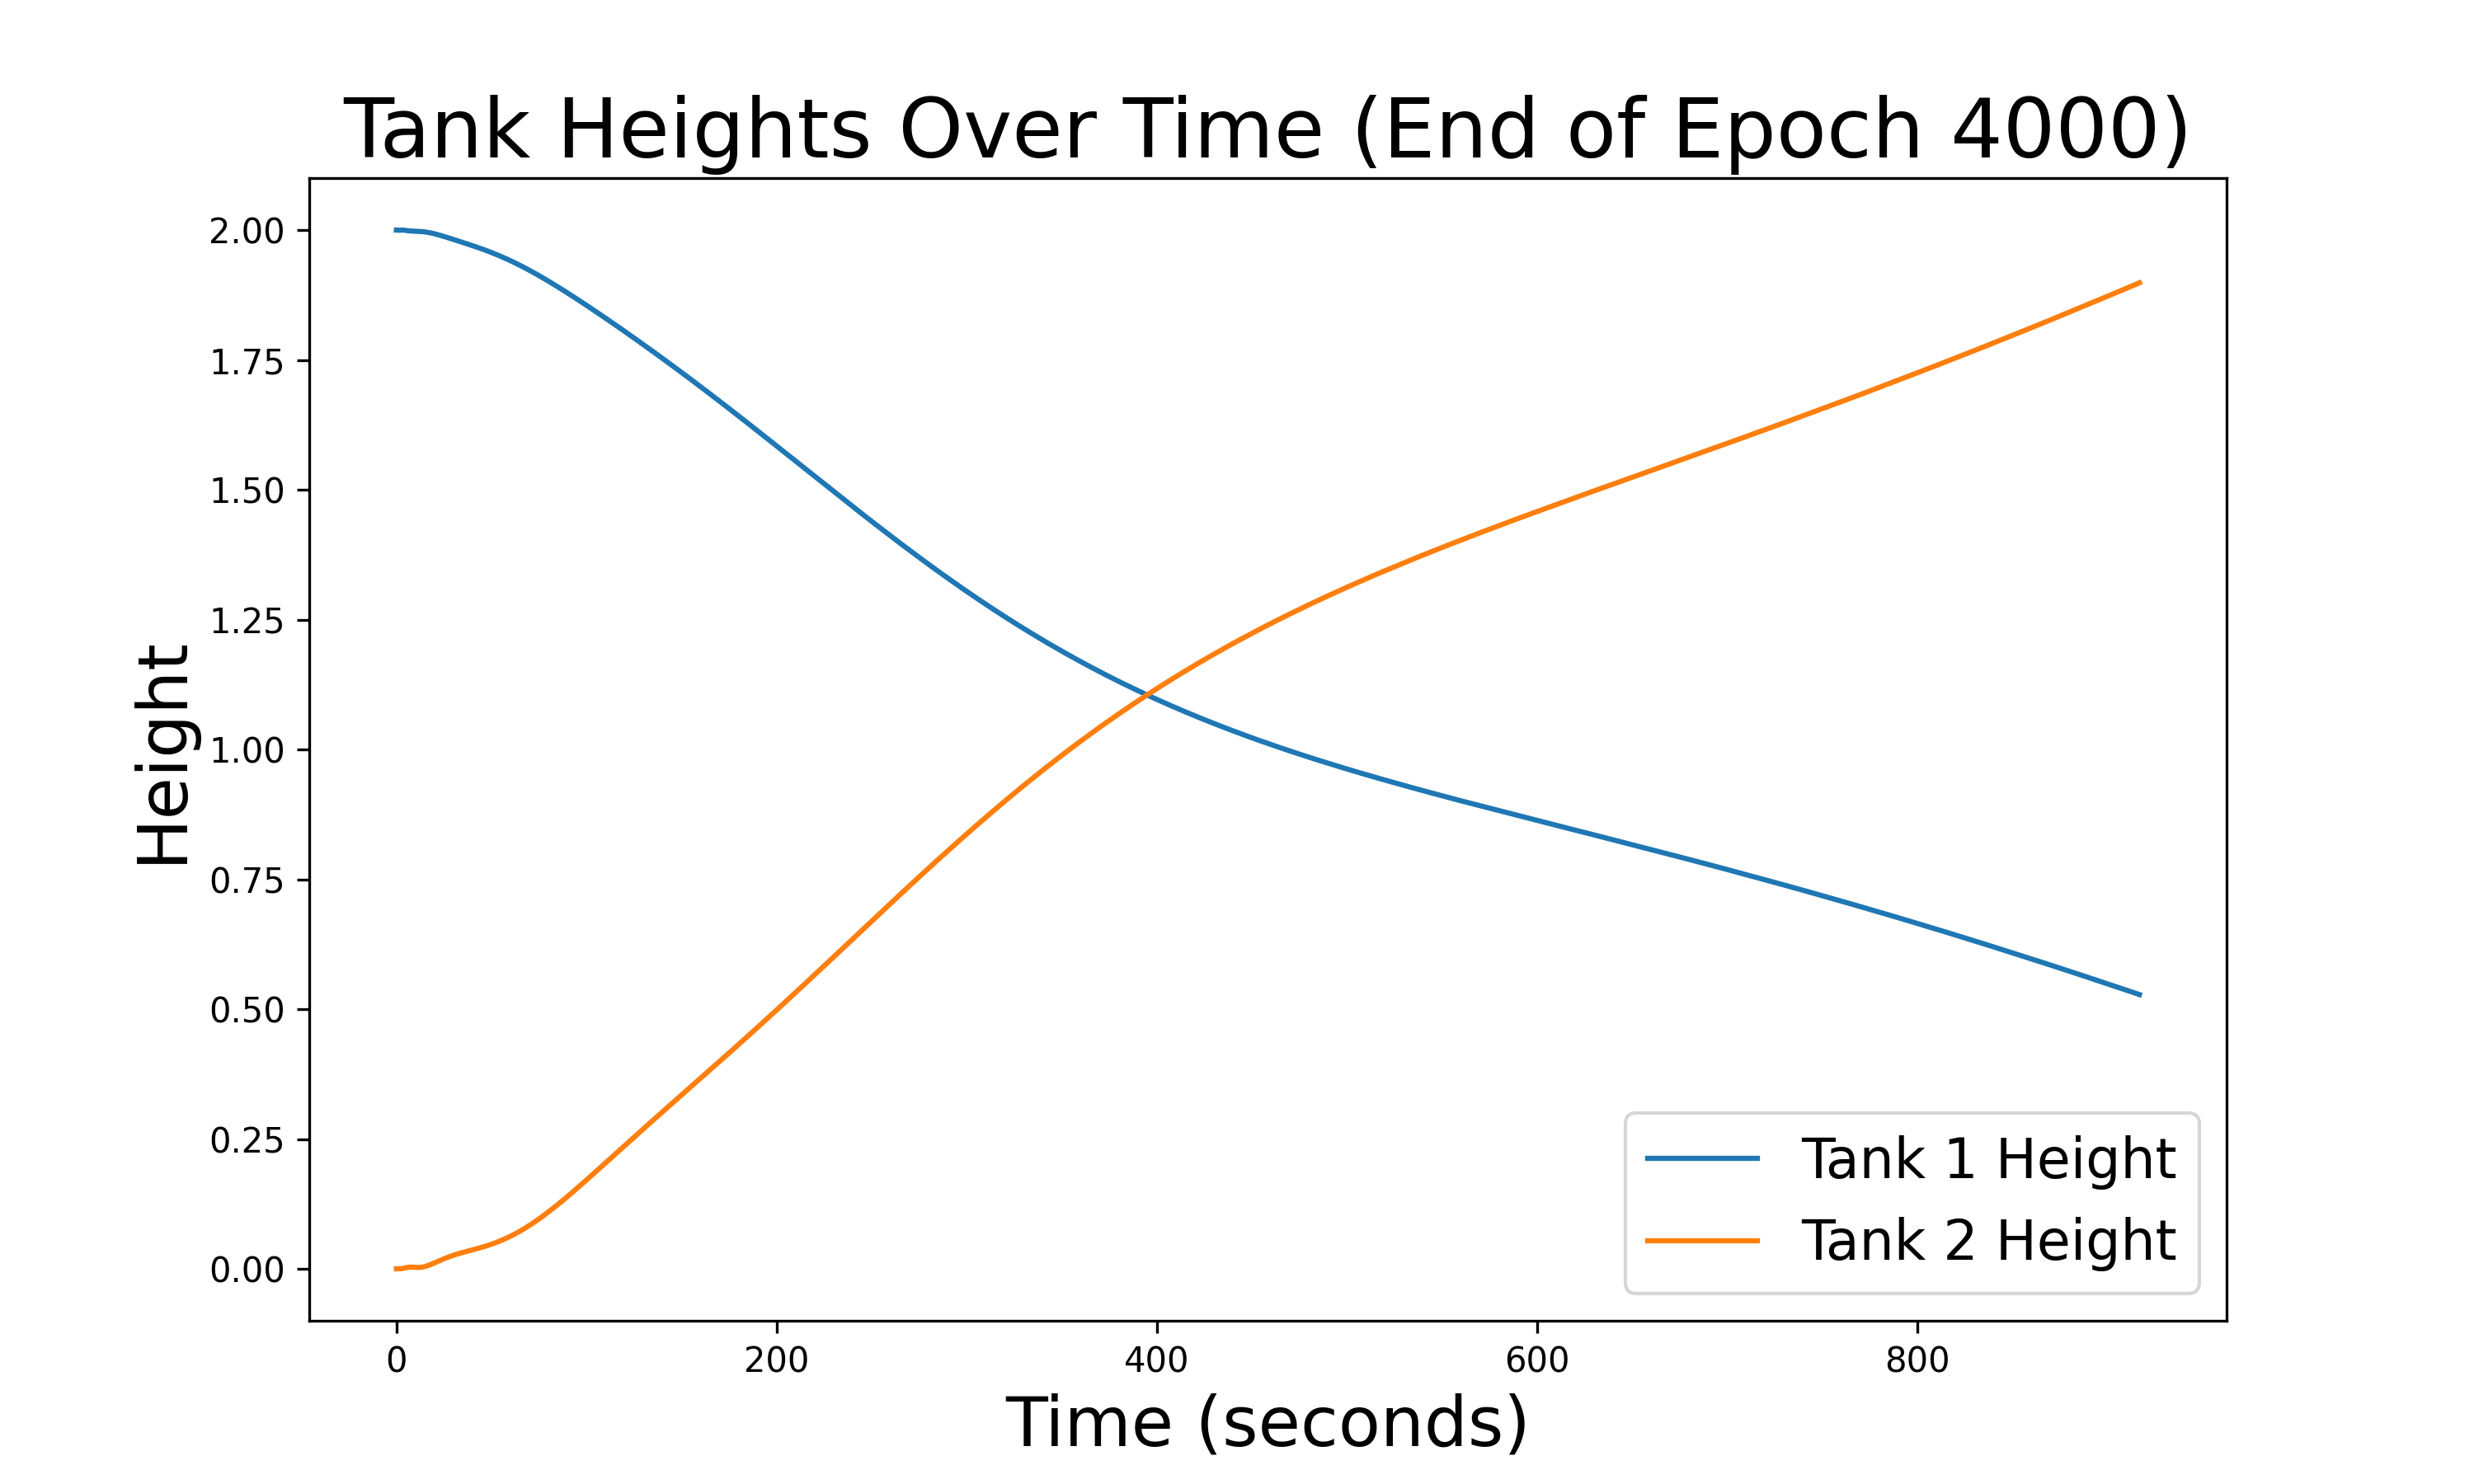 Tank Heights Over Time (End of Epoch 4000)
Height
2.00
1.75
1.50
1.25
1.00
0.75
0.50
0.25
0.00
Tank 1 Height
Tank 2 Height
0 200 400 600 800
Time (seconds)